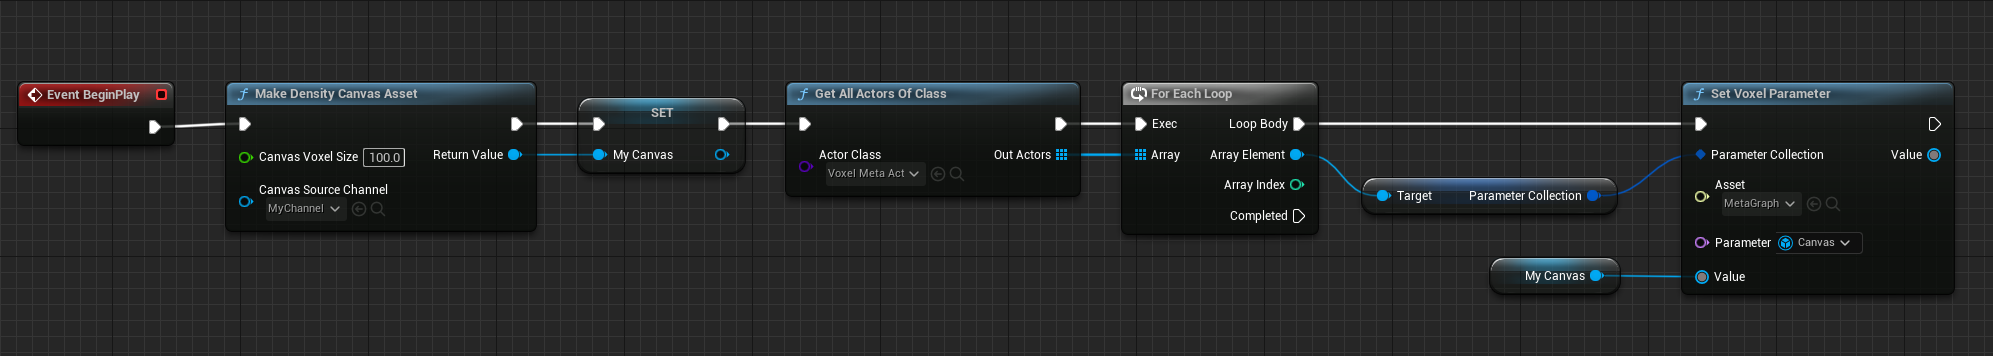 Event BeginPlay
Make Density Canvas Asset
Canvas Voxel Size 100.0
Return Value
Canvas Source Channel
MyChannel
SET
My Canvas
Get All Actors Of Class
Actor Class
Voxel Meta Act
Out Actors
For Each Loop
Exec
Loop Body
Array
Array Element
Array Index
Completed
Target
Parameter Collection
My Canvas
Set Voxel Parameter
Parameter Collection
Value
Asset
MetaGraph
Parameter Canvas
Value